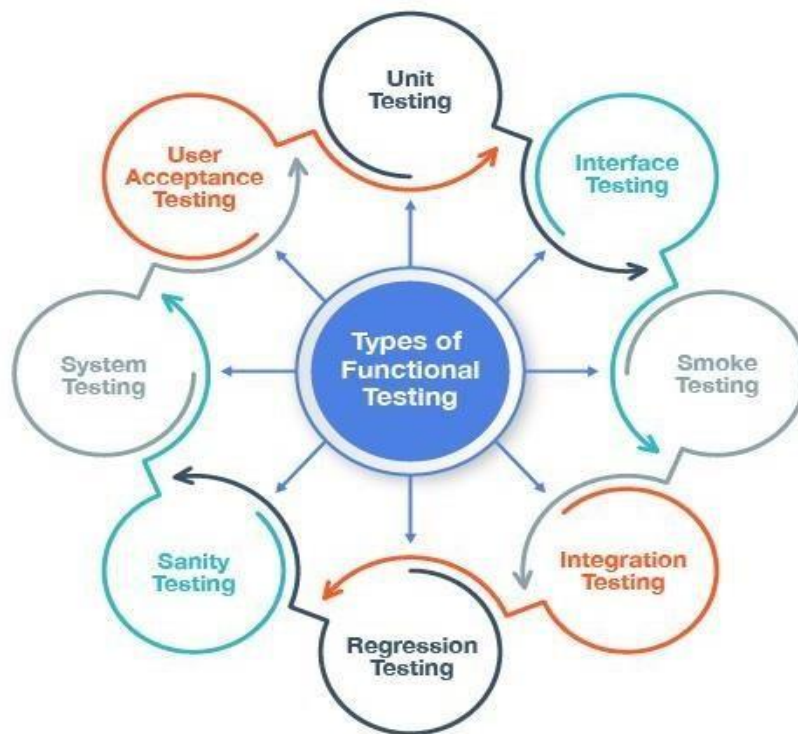 Unit
Testing
User
Acceptance
Testing
Interface
Testing
Types of
Functional
Testing
System
Testing
Smoke
Testing
Sanity
Testing
Integration
Testing
Regression
Testing